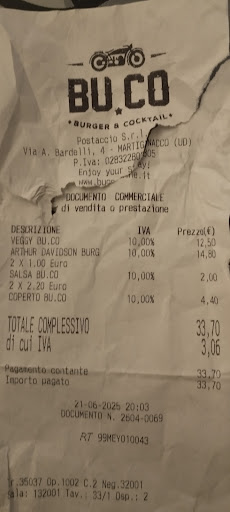 BU.CO
BURGER & COCKTAIL
Postaccio S.r.l.
Via A. Bardelli, 4 - MARTIGNACCO (UD)
P.Iva:
Enjoy your
DOCUMENTO COMMERCIALE
di vendita o prestazione
DESCRIZIONE IVA Prezzo(€)
VEGGY BU.CO 10,00% 12,50
ARTHUR DAVIDSON BURG 10,00% 14,80
2 X 1.00 Euro
SALSA BU.CO 10,00% 2,00
2 X 2.20 Euro
COPERTO BU.CO 10,00% 4,40
TOTALE COMPLESSIVO 33,70
di cui IVA 3,06
Pagamento contante 33,70
Importo pagato 33,70
21-06-2025 20:03
DOCUMENTO N. 2604-0069
RT 99MEY010043
Op.1002 C.2 Neg.32001
Sala: 132001 Tav.: 33/1 Osp.: 2